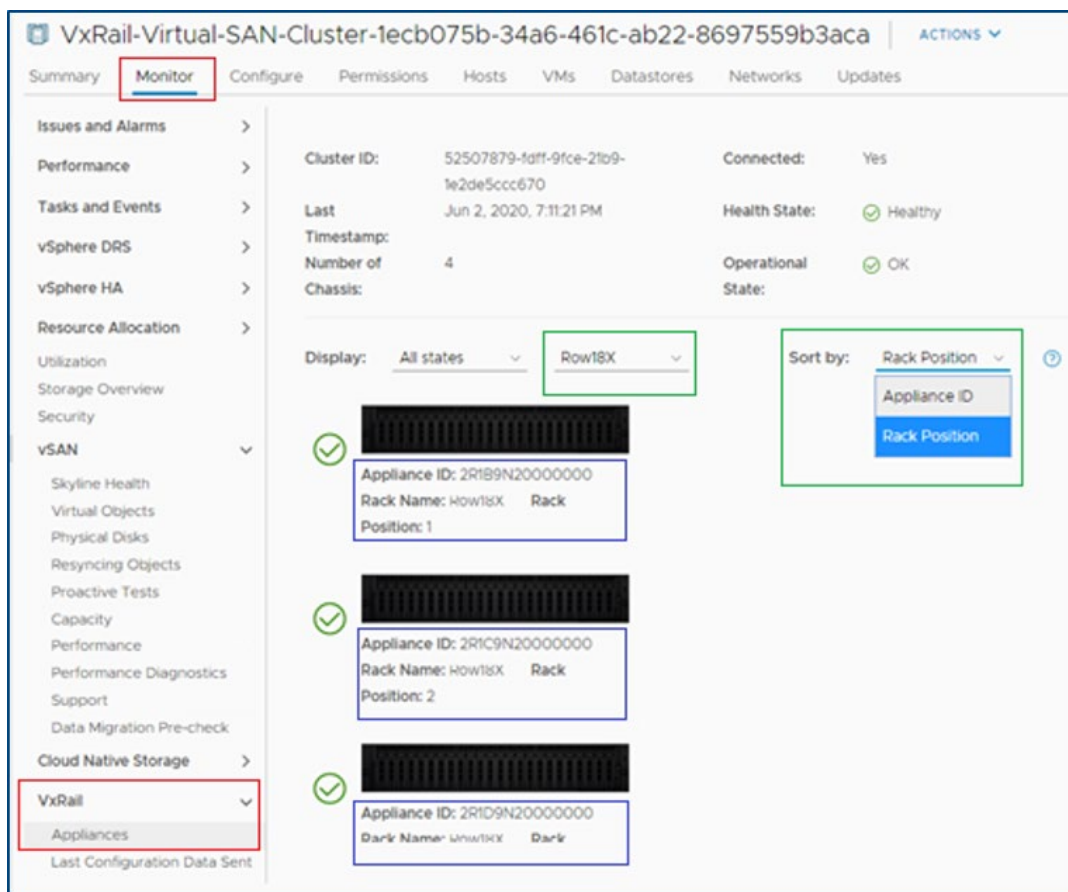 VxRail-Virtual-SAN-Cluster-1ecb075b-34a6-461c-ab22-8697559b3aca ACTIONS
Summary Monitor Configure Permissions Hosts VMs Datastores Networks Updates
Issues and Alarms
Performance
Tasks and Events
vSphere DRS
vSphere HA
Resource Allocation
Utilization
Storage Overview
Security
vSAN
Skyline Health
Virtual Objects
Physical Disks
Resyncing Objects
Proactive Tests
Capacity
Performance
Performance Diagnostics
Support
Data Migration Pre-check
Cloud Native Storage
VxRail
Appliances
Last Configuration Data Sent
Cluster ID: 52507879-fdff-9fce-21b9-
1e2de5ccc670
Connected: Yes
Last Jun 2, 2020, 7:11:21 PM
Timestamp:
Health State: Healthy
Number of 4
Chassis:
Operational OK
State:
Display: All states Row18X Sort by: Rack Position
Appliance ID
Rack Position
Appliance ID: 2R1B9N20000000
Rack Name: Row18X Rack
Position: 1
Appliance ID: 2R1C9N20000000
Rack Name: Row18X Rack
Position: 2
Appliance ID: 2R1D9N20000000
Rack Name: Row18X Rack